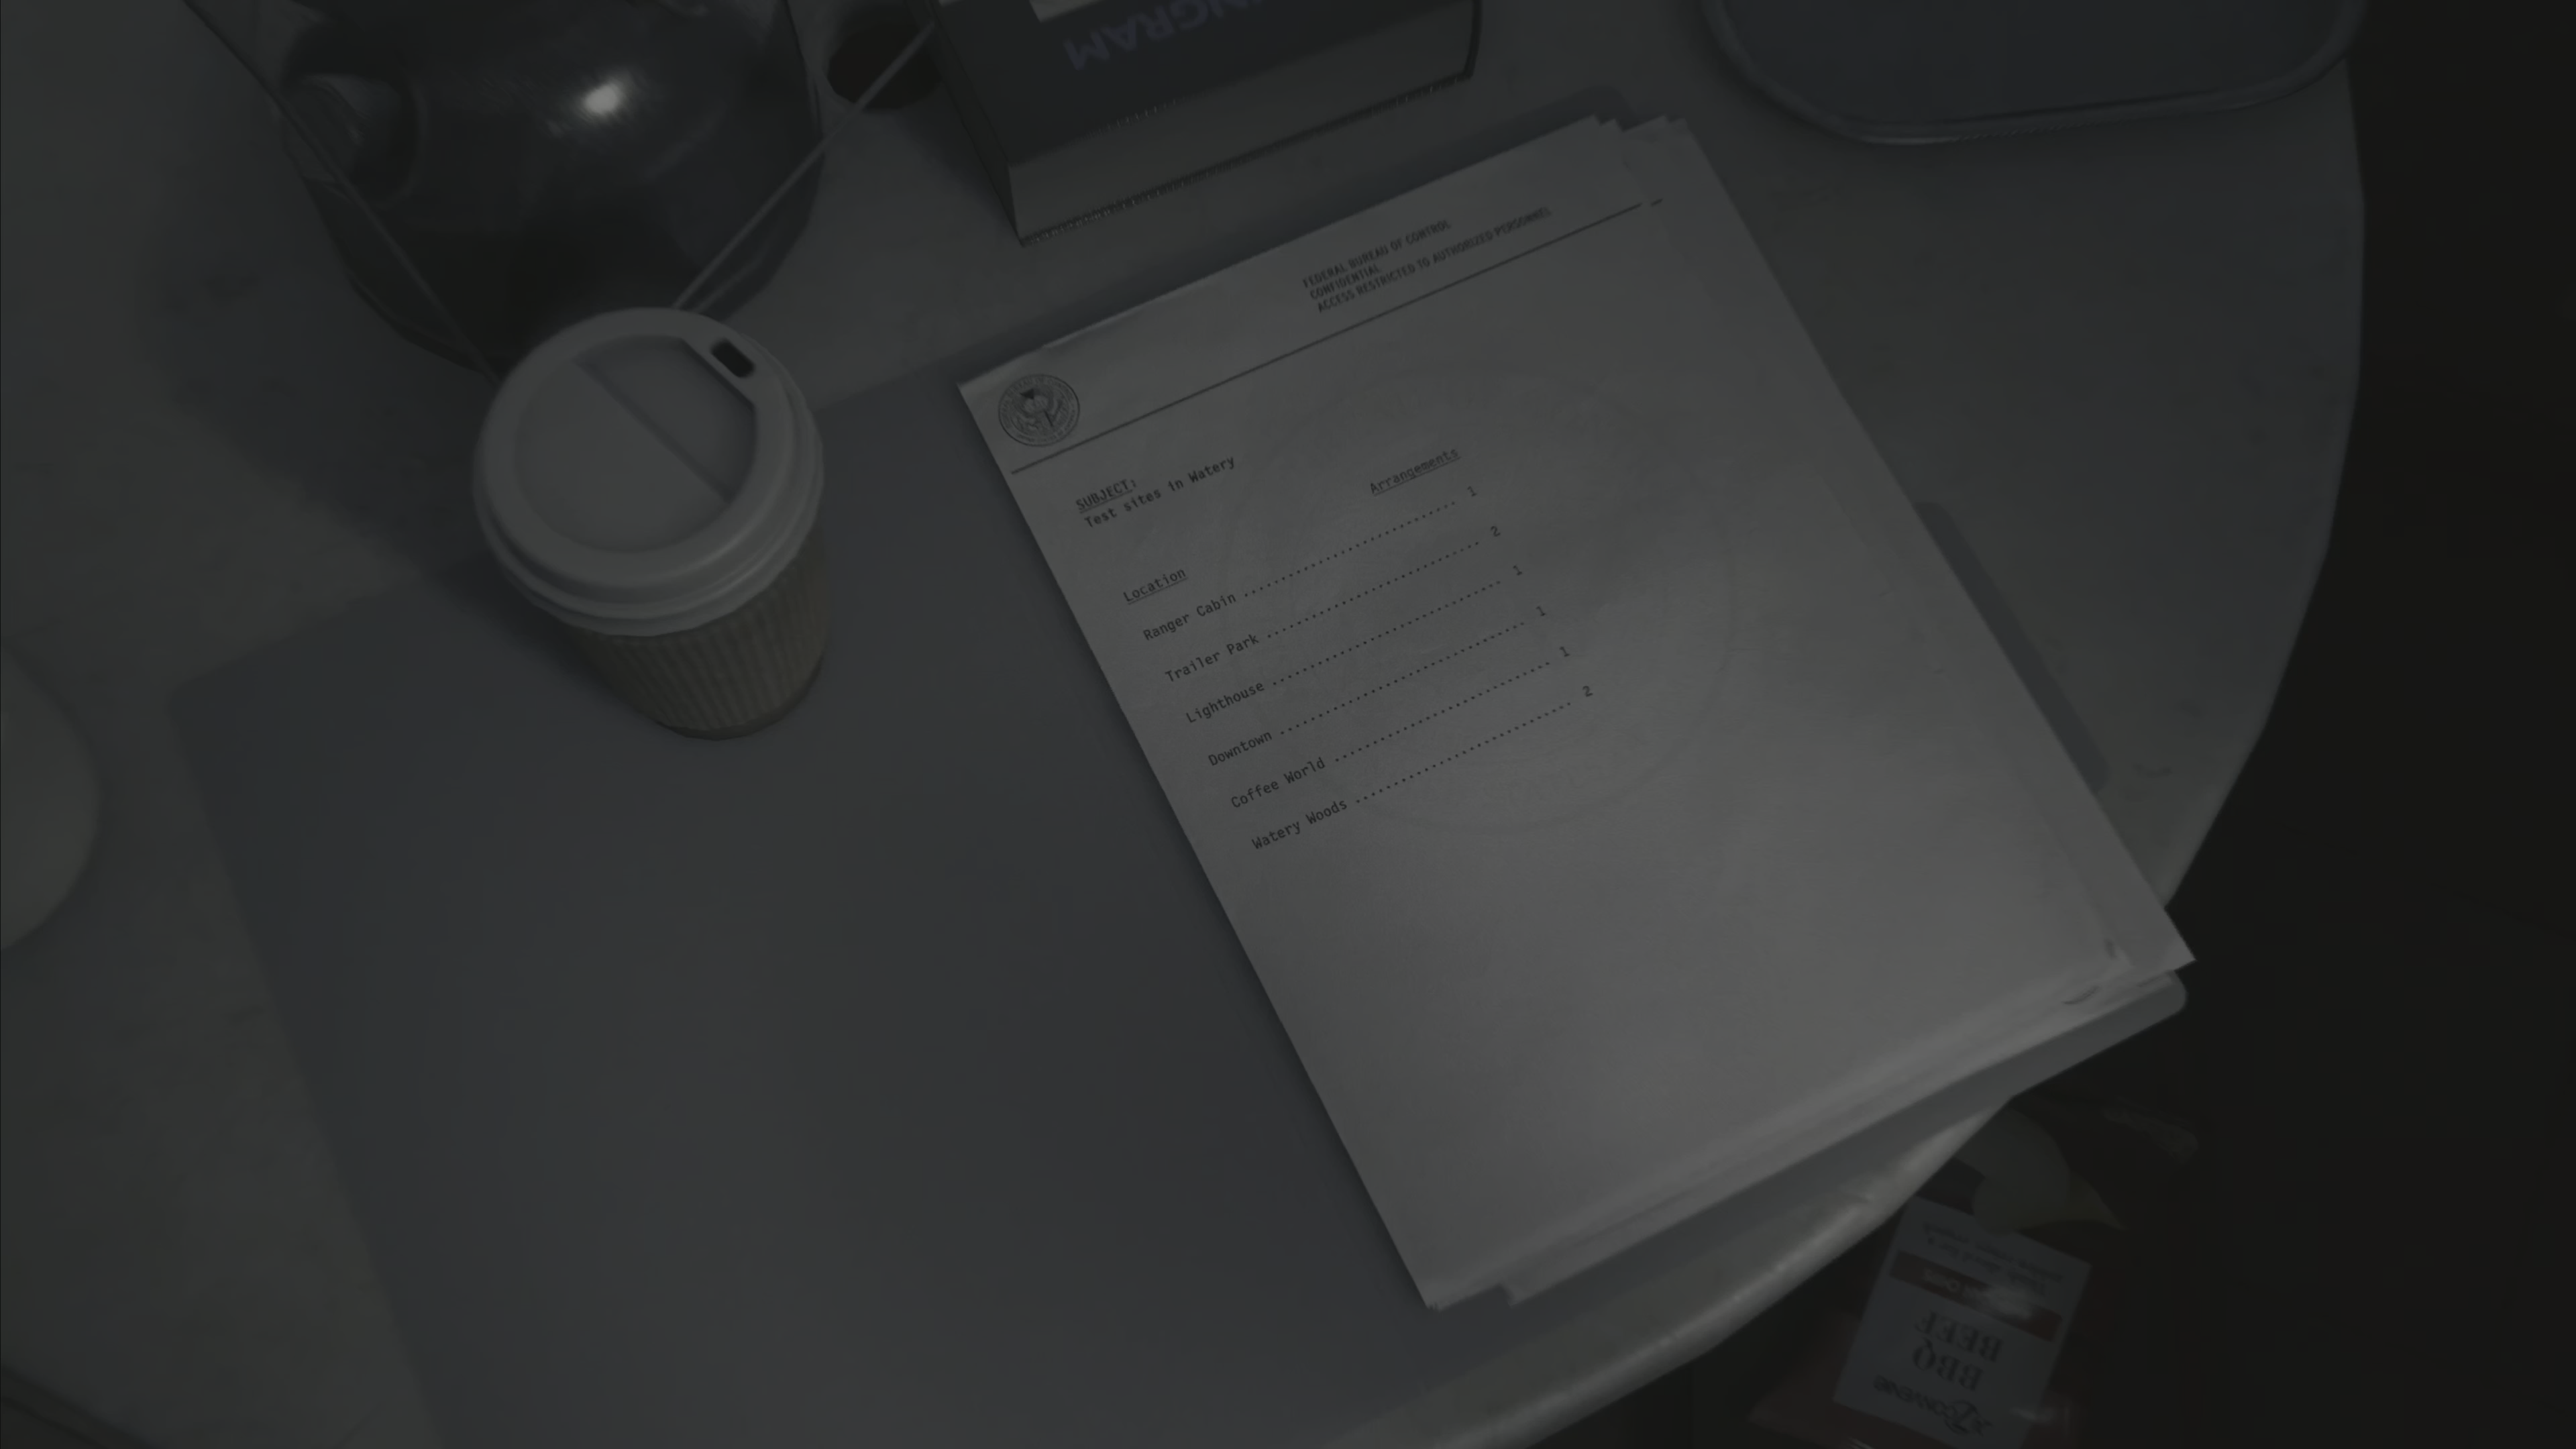 FEDERAL BUREAU OF CONTROL
CONFIDENTIAL
ACCESS RESTRICTED TO AUTHORIZED PERSONNEL
SUBJECT:
Test sites in Watery
Location Arrangements
Ranger Cabin .......................... 1
Trailer Park .......................... 2
Lighthouse ............................ 1
Downtown .............................. 1
Coffee World .......................... 1
Watery Woods .......................... 2
BBQ
BEEF